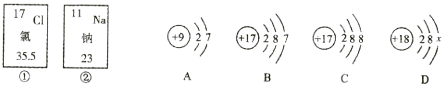 17 Cl
氯
35.5
①
11 Na
钠
23
②
+9 2 7
A
+17 2 8 7
B
+17 2 8 8
C
+18 2 8 x
D